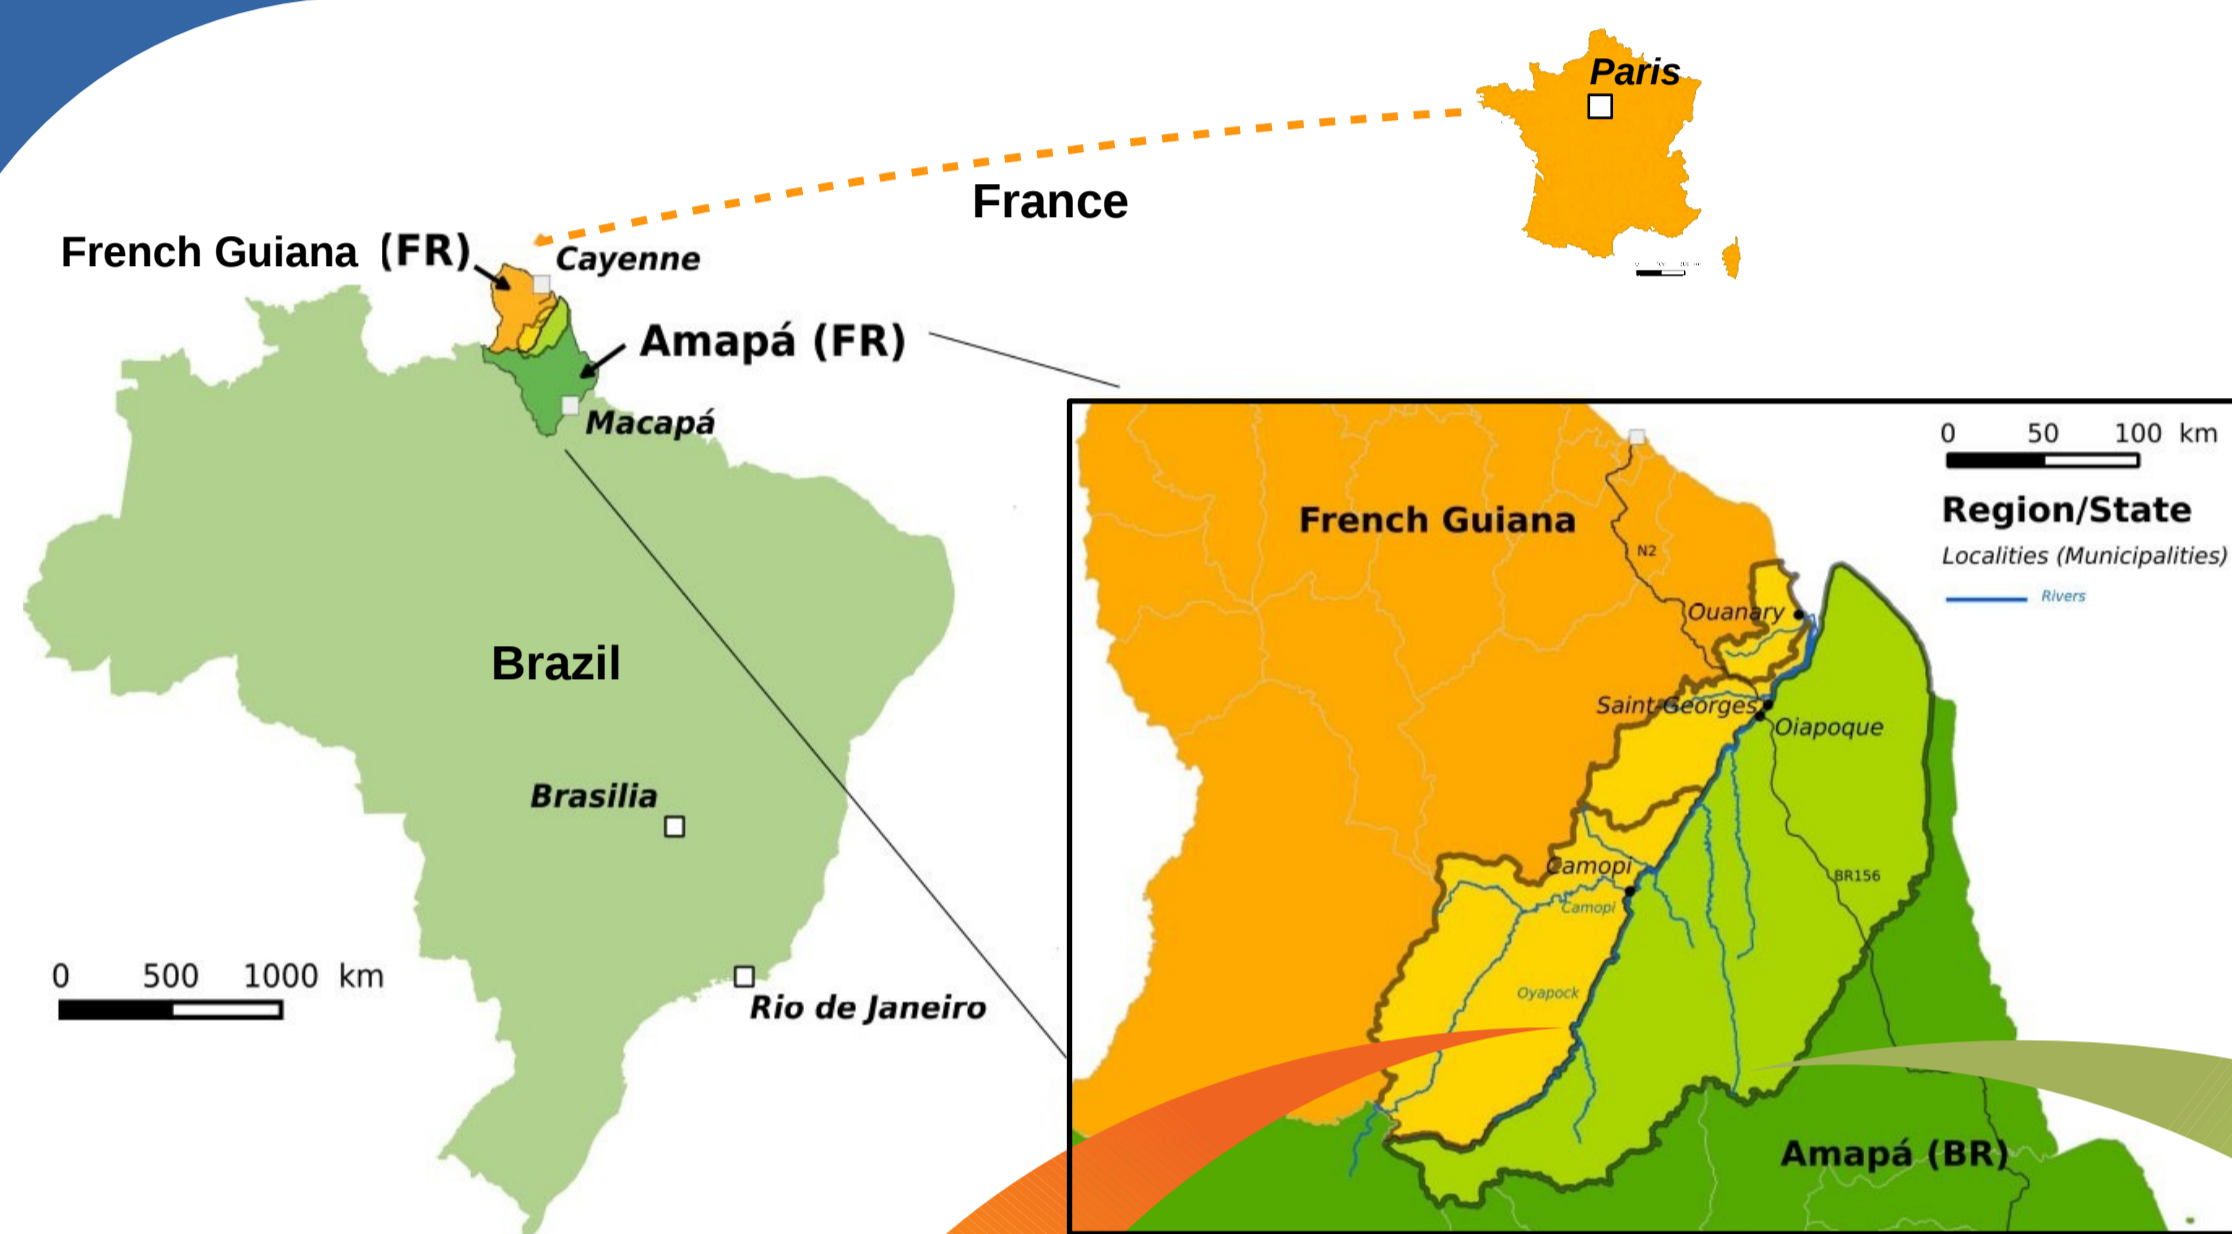 Paris
France
French Guiana (FR)
Cayenne
Amapá (FR)
Macapá
Brazil
Brasilia
0 500 1000 km
Rio de Janeiro
0 50 100 km
Region/State
Localities (Municipalities)
Rivers
French Guiana
N2
Ouanary
Saint-Georges
Oiapoque
Camopi
Camopi
BR156
Oyapock
Amapá (BR)